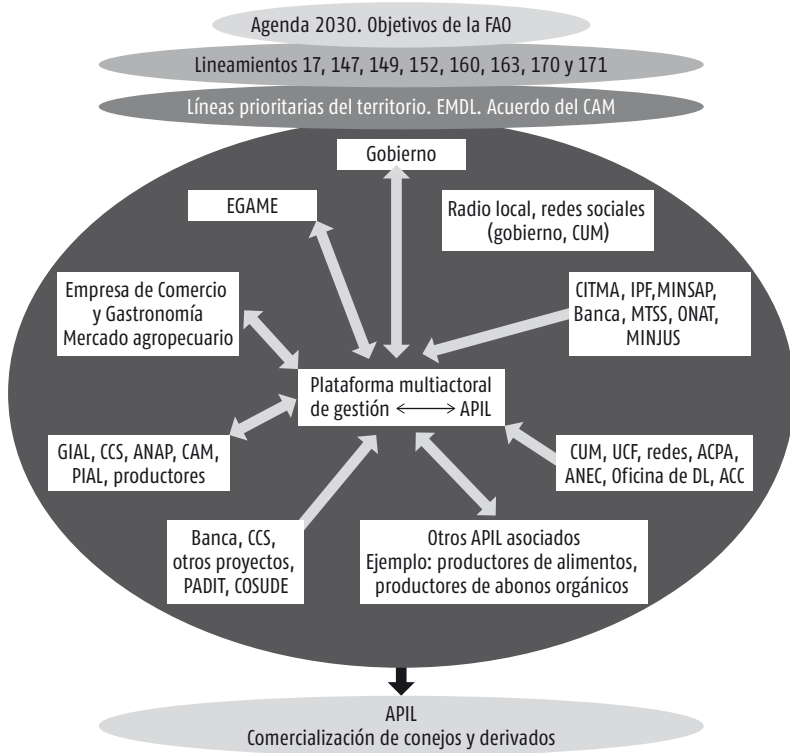 Agenda 2030. Objetivos de la FAO
Lineamientos 17, 147, 149, 152, 160, 163, 170 y 171
Líneas prioritarias del territorio. EMDL. Acuerdo del CAM
Gobierno
EGAME
Radio local, redes sociales
(gobierno, CUM)
Empresa de Comercio
y Gastronomía
Mercado agropecuario
CITMA, IPF,MINSAP,
Banca, MTSS, ONAT,
MINJUS
Plataforma multiactoral
de gestión ⟷ APIL
GIAL, CCS, ANAP, CAM,
PIAL, productores
CUM, UCF, redes, ACPA,
ANEC, Oficina de DL, ACC
Banca, CCS,
otros proyectos,
PADIT, COSUDE
Otros APIL asociados
Ejemplo: productores de alimentos,
productores de abonos orgánicos
APIL
Comercialización de conejos y derivados